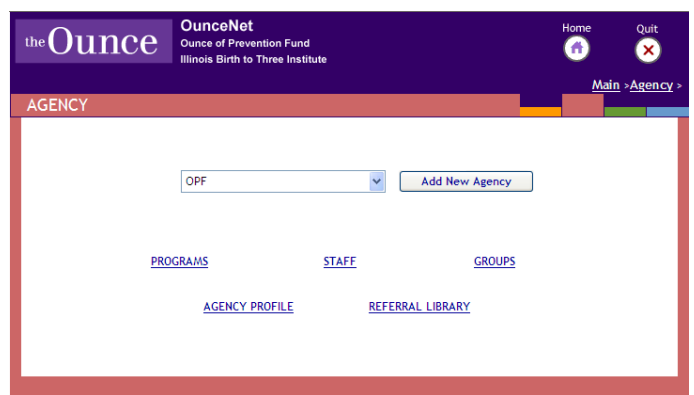 the Ounce
OunceNet
Ounce of Prevention Fund
Illinois Birth to Three Institute
Home
Quit
Main >Agency >
AGENCY
OPF
Add New Agency
PROGRAMS
STAFF
GROUPS
AGENCY PROFILE
REFERRAL LIBRARY